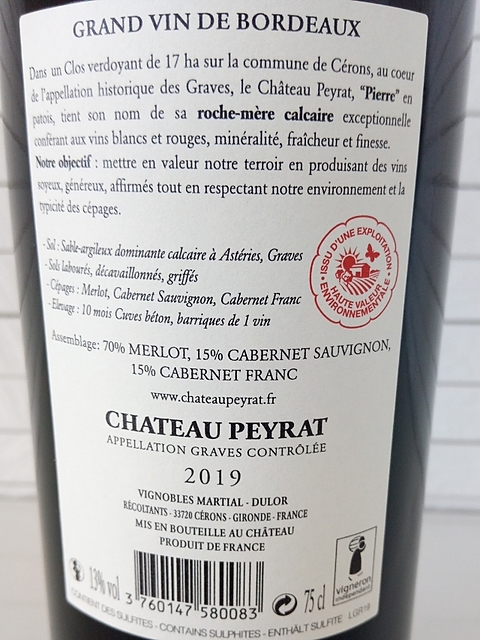 GRAND VIN DE BORDEAUX
Dans un Clos verdoyant de 17 ha sur la commune de Cérons, au coeur
de l'appellation historique des Graves, le Château Peyrat, "Pierre" en
patois, tient son nom de sa roche-mère calcaire exceptionnelle
conférant aux vins blancs et rouges, minéralité, fraîcheur et finesse.
Notre objectif : mettre en valeur notre terroir en produisant des vins
soyeux, généreux, affirmés tout en respectant notre environnement et la
typicité des cépages.
- Sol : Sable-argileux dominante calcaire à Astéries, Graves
- Sols labourés, décavaillonnés, griffés
- Cépages : Merlot, Cabernet Sauvignon, Cabernet Franc
- Elevage : 10 mois Cuves béton, barriques de 1 vin
• ISSU D'UNE EXPLOITATION •
HAUTE VALEUR
ENVIRONNEMENTALE
Assemblage: 70% MERLOT, 15% CABERNET SAUVIGNON,
15% CABERNET FRANC
www.chateaupeyrat.fr
CHATEAU PEYRAT
APPELLATION GRAVES CONTRÔLÉE
2019
VIGNOBLES MARTIAL - DULOR
RÉCOLTANTS - 33720 CÉRONS - GIRONDE - FRANCE
MIS EN BOUTEILLE AU CHÂTEAU
PRODUIT DE FRANCE
13% vol
3 760147 580083
75 cl
vigneron
indépendant
CONTIENT DES SULFITES - CONTAINS SULPHITES - ENTHÄLT SULFITE LGR19